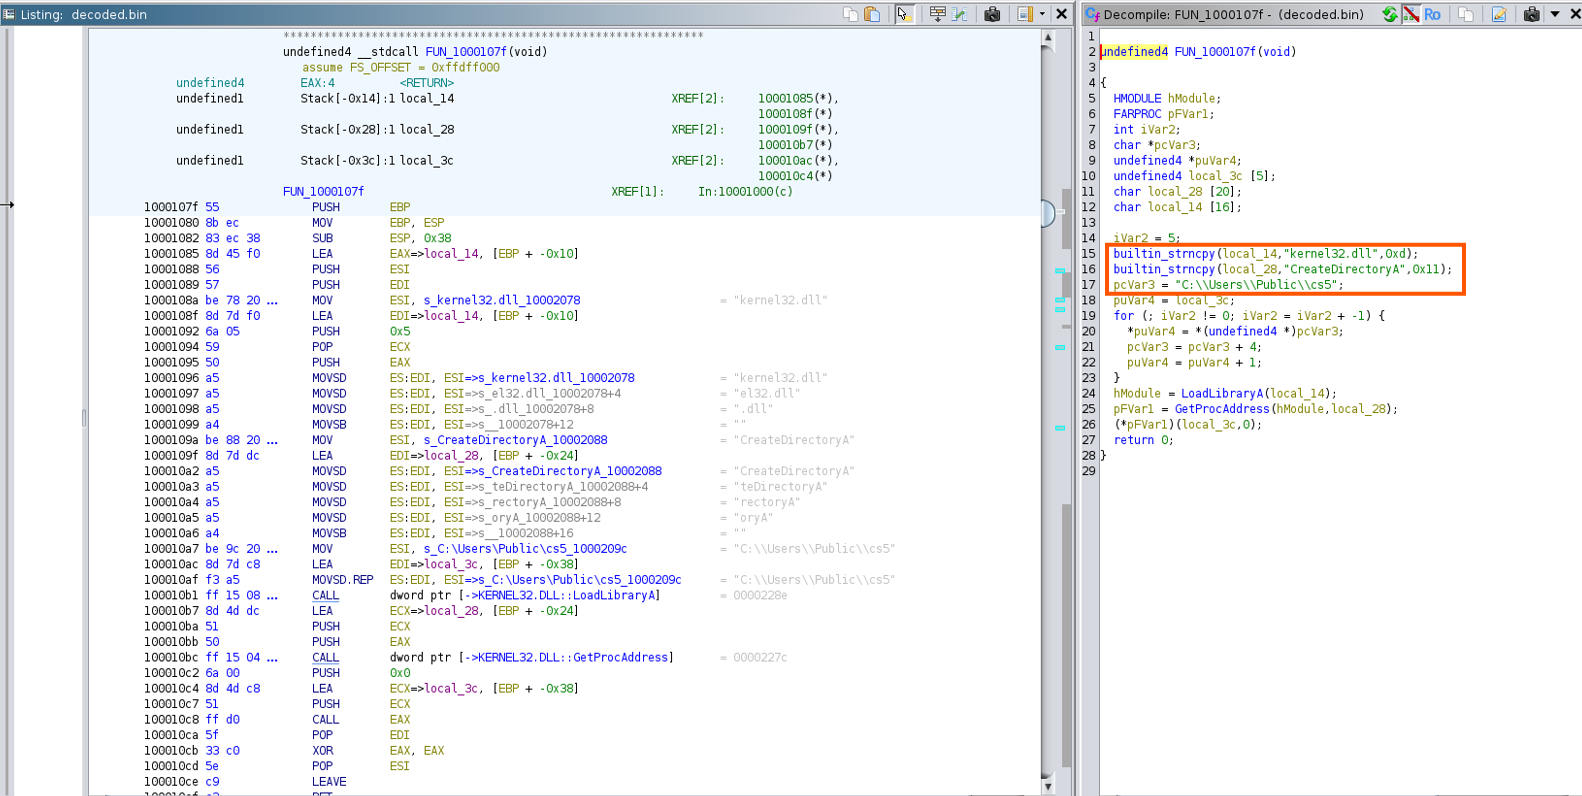 Listing: decoded.bin
************************************************************
undefined4 __stdcall FUN_1000107f(void)
assume FS_OFFSET = 0xffdff000
undefined4 EAX:4 <RETURN>
undefined1 Stack[-0x14]:1 local_14 XREF[2]: 10001085(*),
1000108f(*)
undefined1 Stack[-0x28]:1 local_28 XREF[2]: 1000109f(*)
100010b7(*)
undefined1 Stack[-0x3c]:1 local_3c XREF[2]: 100010ac(*),
100010c4(*)
FUN_1000107f XREF[1]: In:10001000(c)
1000107f 55 PUSH EBP
10001080 8b ec MOV EBP, ESP
10001082 83 ec 38 SUB ESP, 0x38
10001085 8d 45 f0 LEA EAX=>local_14, [EBP + -0x10]
10001088 56 PUSH ESI
10001089 57 PUSH EDI
1000108a be 78 20 ... MOV ESI, s_kernel32.dll_10002078 = "kernel32.dll"
1000108f 8d 7d f0 LEA EDI=>local_14, [EBP + -0x10]
10001092 6a 05 PUSH 0x5
10001094 59 POP ECX
10001095 50 PUSH EAX
10001096 a5 MOVSD ES:EDI, ESI=>s_kernel32.dll_10002078 = "kernel32.dll"
10001097 a5 MOVSD ES:EDI, ESI=>s_el32.dll_10002078+4 = "el32.dll"
10001098 a5 MOVSD ES:EDI, ESI=>s_.dll_10002078+8 = ".dll"
10001099 a4 MOVSB ES:EDI, ESI=>s__10002078+12 = ""
1000109a be 88 20 ... MOV ESI, s_CreateDirectoryA_10002088 = "CreateDirectoryA"
1000109f 8d 7d dc LEA EDI=>local_28, [EBP + -0x24]
100010a2 a5 MOVSD ES:EDI, ESI=>s_CreateDirectoryA_10002088 = "CreateDirectoryA"
100010a3 a5 MOVSD ES:EDI, ESI=>s_teDirectoryA_10002088+4 = "teDirectoryA"
100010a4 a5 MOVSD ES:EDI, ESI=>s_rectoryA_10002088+8 = "rectoryA"
100010a5 a5 MOVSD ES:EDI, ESI=>s_oryA_10002088+12 = "oryA"
100010a6 a4 MOVSB ES:EDI, ESI=>s__10002088+16 = ""
100010a7 be 9c 20 ... MOV ESI, s_C:\Users\Public\cs5_1000209c = "C:\\Users\\Public\\cs5"
100010ac 8d 7d c8 LEA EDI=>local_3c, [EBP + -0x38]
100010af f3 a5 MOVSD.REP ES:EDI, ESI=>s_C:\Users\Public\cs5_1000209c = "C:\\Users\\Public\\cs5"
100010b1 ff 15 08 ... CALL dword ptr [->KERNEL32.DLL::LoadLibraryA] = 0000228e
100010b7 8d 4d dc LEA ECX=>local_28, [EBP + -0x24]
100010ba 51 PUSH ECX
100010bb 50 PUSH EAX
100010bc ff 15 04 ... CALL dword ptr [->KERNEL32.DLL::GetProcAddress] = 0000227c
100010c2 6a 00 PUSH 0x0
100010c4 8d 4d c8 LEA ECX=>local_3c, [EBP + -0x38]
100010c7 51 PUSH ECX
100010c8 ff d0 CALL EAX
100010ca 5f POP EDI
100010cb 33 c0 XOR EAX, EAX
100010cd 5e POP ESI
100010ce c9 LEAVE
Decompile: FUN_1000107f - (decoded.bin)
Ro
1
2 undefined4 FUN_1000107f(void)
3
4 {
5 HMODULE hModule;
6 FARPROC pFVar1;
7 int iVar2;
8 char *pcVar3;
9 undefined4 *puVar4;
10 undefined4 local_3c [5];
11 char local_28 [20];
12 char local_14 [16];
13
14 iVar2 = 5;
15 builtin_strncpy(local_14,"kernel32.dll",0xd);
16 builtin_strncpy(local_28,"CreateDirectoryA",0x11);
17 pcVar3 = "C:\\Users\\Public\\cs5";
18 puVar4 = local_3c;
19 for (; iVar2 != 0; iVar2 = iVar2 + -1) {
20 *puVar4 = *(undefined4 *)pcVar3;
21 pcVar3 = pcVar3 + 4;
22 puVar4 = puVar4 + 1;
23 }
24 hModule = LoadLibraryA(local_14);
25 pFVar1 = GetProcAddress(hModule,local_28);
26 (*pFVar1)(local_3c,0);
27 return 0;
28 }
29